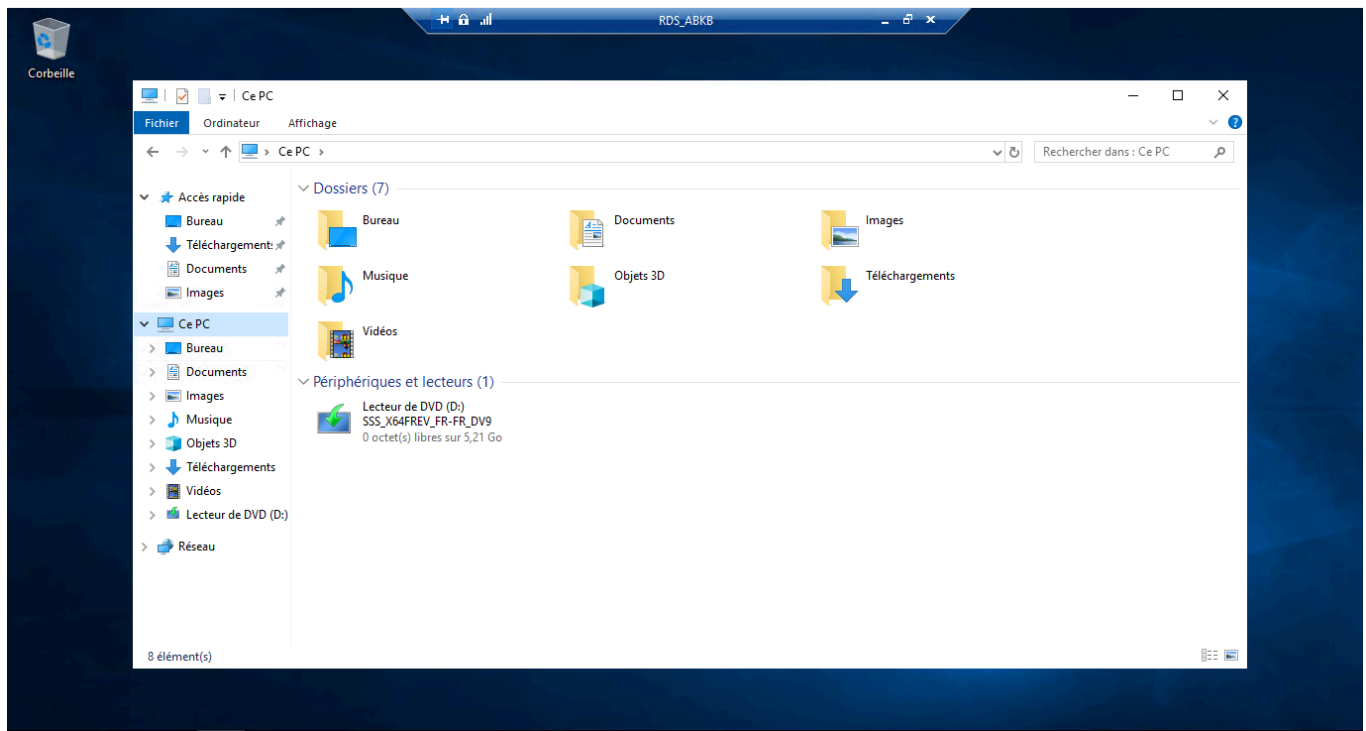 RDS_ABKB
Corbeille
Ce PC
Fichier Ordinateur Affichage
Ce PC
Rechercher dans : Ce PC
Accès rapide
Bureau
Téléchargement:
Documents
Images
Ce PC
Bureau
Documents
Images
Musique
Objets 3D
Téléchargements
Vidéos
Lecteur de DVD (D:)
Réseau
Dossiers (7)
Bureau
Documents
Images
Musique
Objets 3D
Téléchargements
Vidéos
Périphériques et lecteurs (1)
Lecteur de DVD (D:)
SSS_X64FREV_FR-FR_DV9
0 octet(s) libres sur 5,21 Go
8 élément(s)